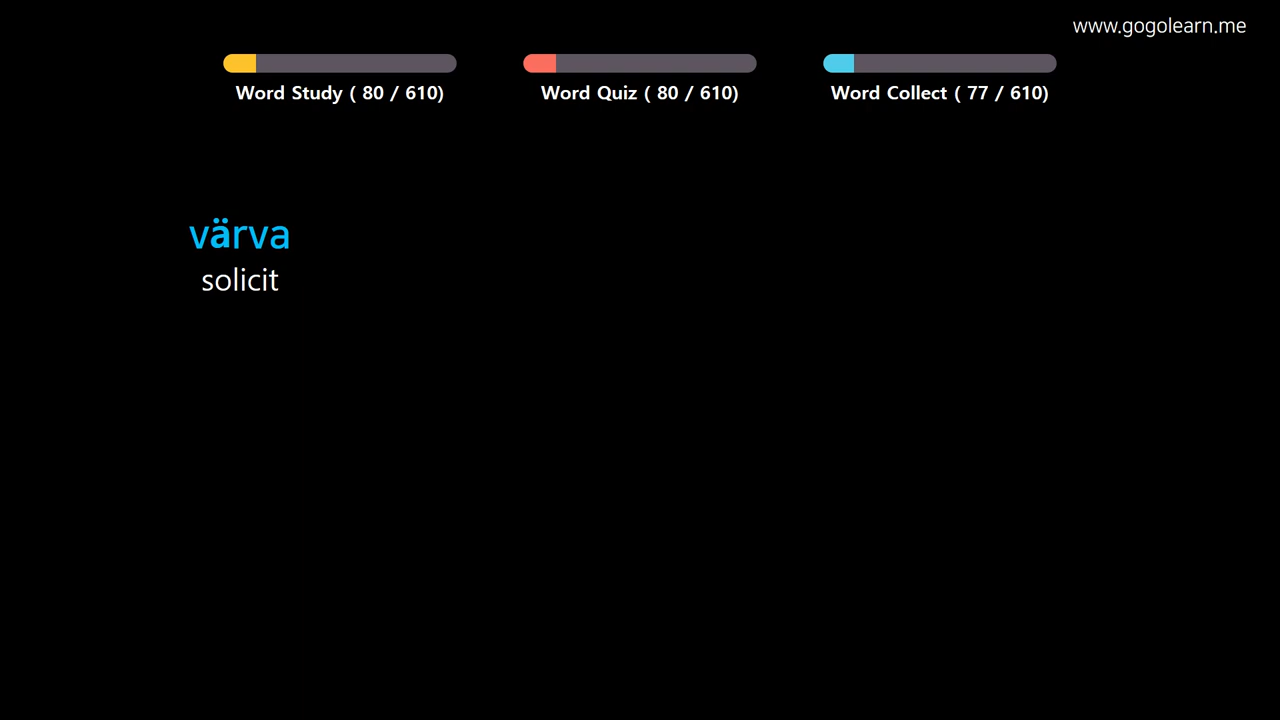 www.gogolearn.me
Word Study ( 80 / 610)
Word Quiz ( 80 / 610)
Word Collect ( 77 / 610)
värva
solicit